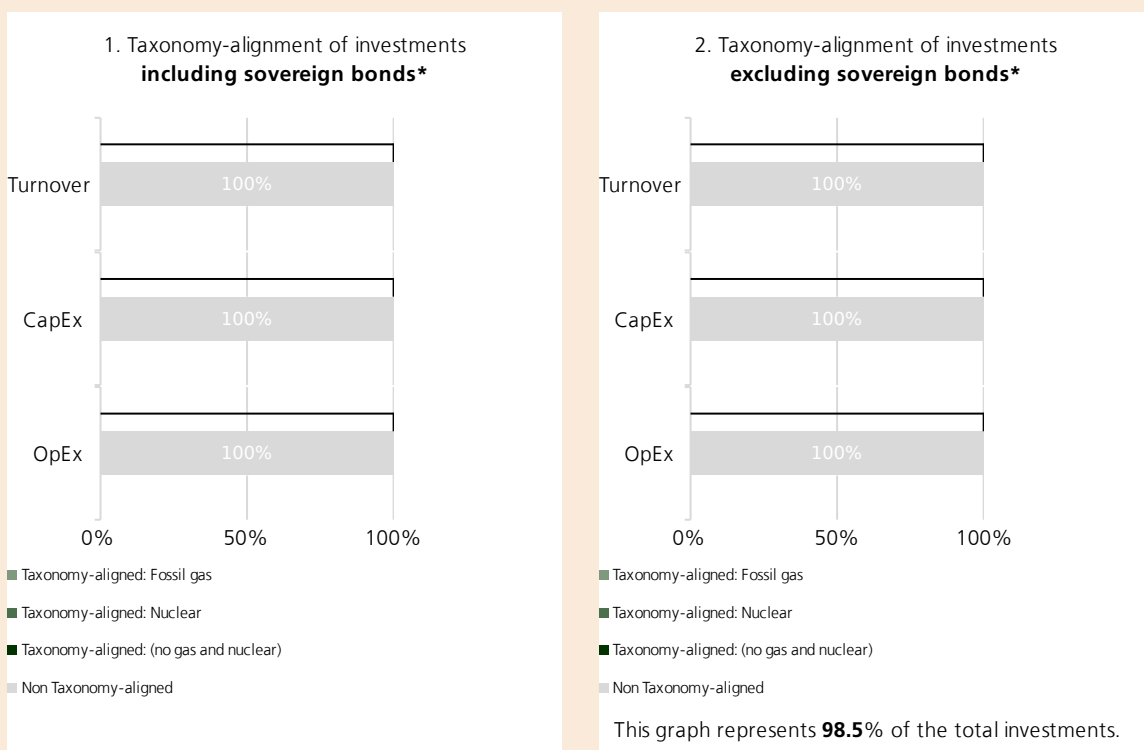 1. Taxonomy-alignment of investments
including sovereign bonds*
Turnover
100%
CapEx
100%
OpEx
100%
0% 50% 100%
Taxonomy-aligned: Fossil gas
Taxonomy-aligned: Nuclear
Taxonomy-aligned: (no gas and nuclear)
Non Taxonomy-aligned
2. Taxonomy-alignment of investments
excluding sovereign bonds*
Turnover
100%
CapEx
100%
OpEx
100%
0% 50% 100%
Taxonomy-aligned: Fossil gas
Taxonomy-aligned: Nuclear
Taxonomy-aligned: (no gas and nuclear)
Non Taxonomy-aligned
This graph represents 98.5% of the total investments.